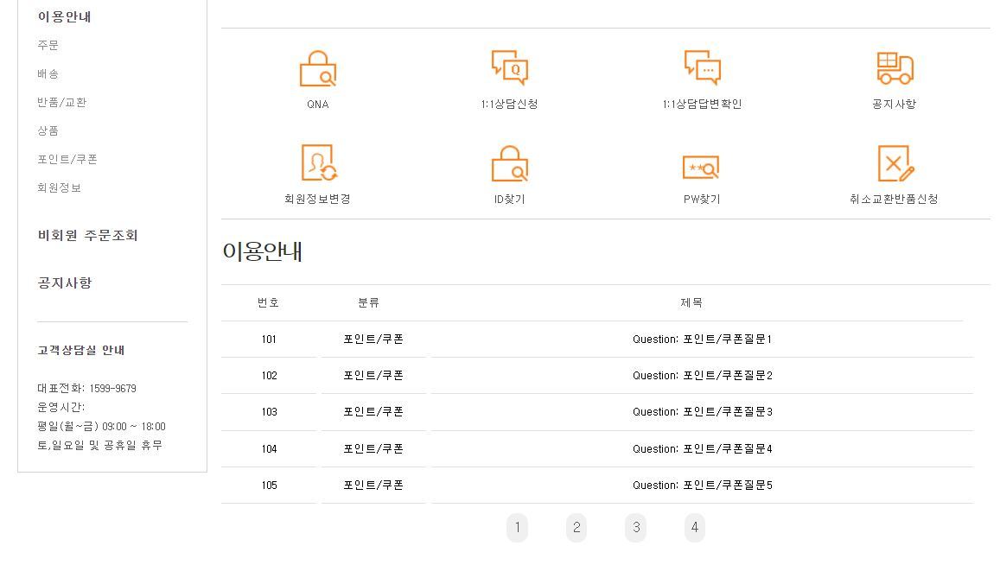 이용안내
주문
배송
반품/교환
상품
포인트/쿠폰
회원정보
비회원 주문조회
공지사항
고객상담실 안내
대표전화: 1599-9679
운영시간:
평일(월~금) 09:00 ~ 18:00
토,일요일 및 공휴일 휴무
QNA
Q
1:1상담신청
1:1상담답변확인
공지사항
회원정보변경
ID찾기
**
PW찾기
취소교환반품신청
이용안내
번호 분류 제목
101 포인트/쿠폰 Question: 포인트/쿠폰질문1
102 포인트/쿠폰 Question: 포인트/쿠폰질문2
103 포인트/쿠폰 Question: 포인트/쿠폰질문3
104 포인트/쿠폰 Question: 포인트/쿠폰질문4
105 포인트/쿠폰 Question: 포인트/쿠폰질문5
1 2 3 4